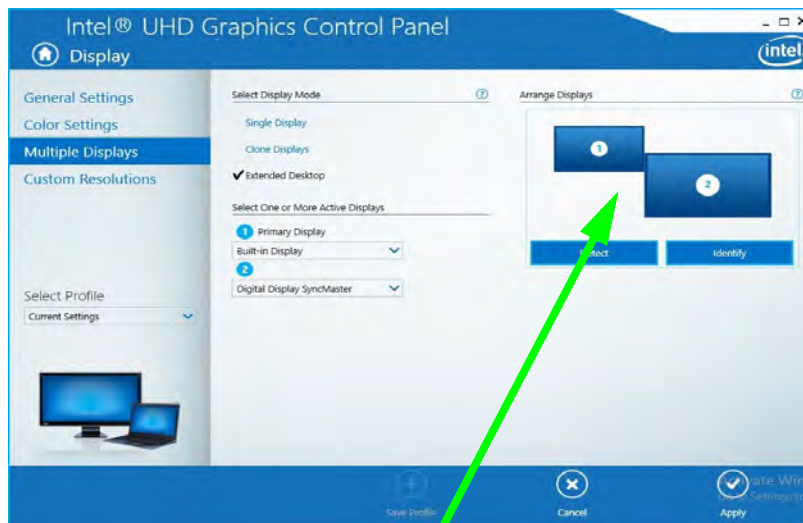 Intel® UHD Graphics Control Panel
Display
intel
General Settings
Color Settings
Multiple Displays
Custom Resolutions
Select Profile
Current Settings
Select Display Mode
Single Display
Clone Displays
Extended Desktop
Select One or More Active Displays
1 Primary Display
Built-in Display
2
Digital Display SyncMaster
Arrange Displays
1
2
Identify
Save Profile
Cancel
Apply